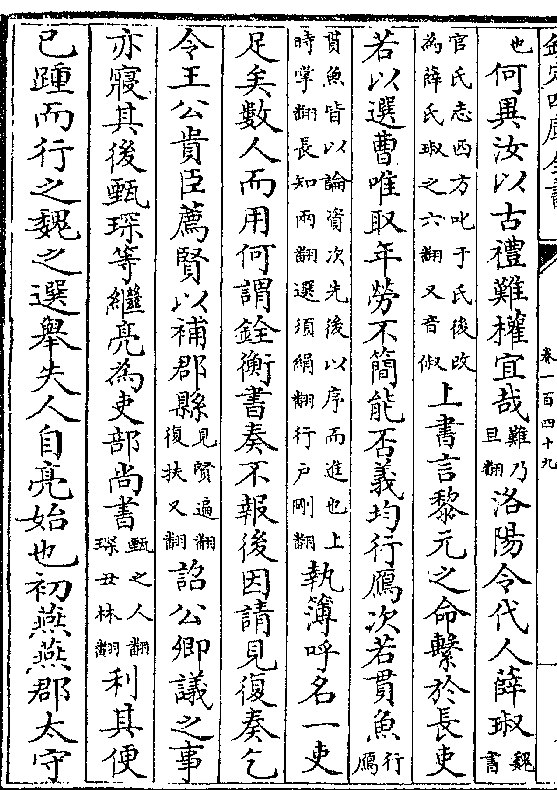 欽定四庫全書
卷一百四十九
也何異汝以古禮難權宜哉難乃旦翻洛陽令代人薛琡魏書
官氏志西方叱于氏後改為薛氏琡之六翻又音俶上書言黎元之命繫於長吏
若以選曹唯取年勞不簡能否義均行鴈次若貫魚行鴈
貫魚皆以論資次先後以序而進也上時掌翻長知兩翻選須絹翻行戶剛翻執簿呼名一吏
足矣數人而用何謂銓衡書奏不報後因請見復奏乞
令王公貴臣薦賢以補郡縣見賢遍翻復扶又翻詔公卿議之事
亦寢其後甄琛等繼亮為吏部尚書甄之人翻琛丑林翻利其便
已踵而行之魏之選舉失人自亮始也初燕燕郡太守